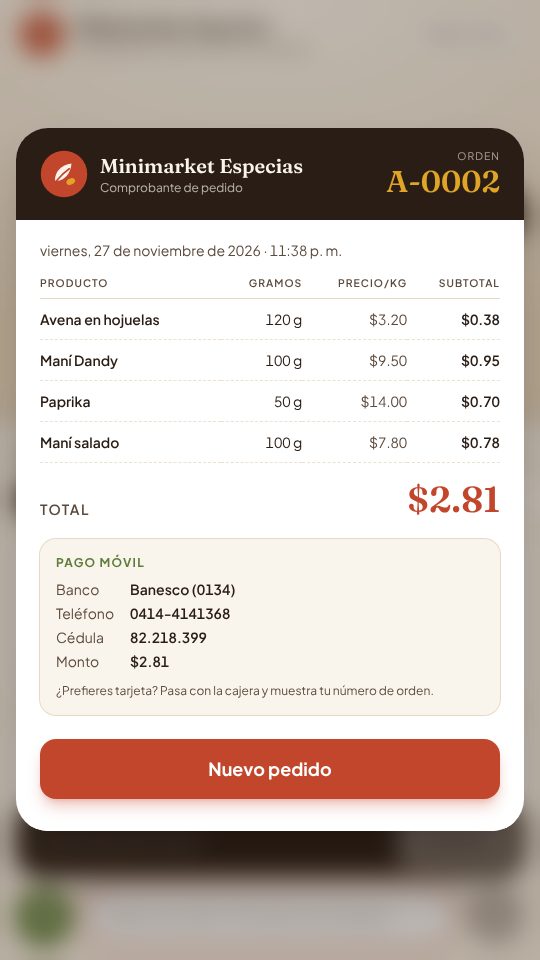 Minimarket Especias
Comprobante de pedido
ORDEN
A-0002
viernes, 27 de noviembre de 2026 · 11:38 p. m.
PRODUCTO GRAMOS PRECIO/KG SUBTOTAL
Avena en hojuelas 120 g $3.20 $0.38
Maní Dandy 100 g $9.50 $0.95
Paprika 50 g $14.00 $0.70
Maní salado 100 g $7.80 $0.78
TOTAL $2.81
PAGO MÓVIL
Banco Banesco (0134)
Teléfono 0414-4141368
Cédula 82.218.399
Monto $2.81
¿Prefieres tarjeta? Pasa con la cajera y muestra tu número de orden.
Nuevo pedido